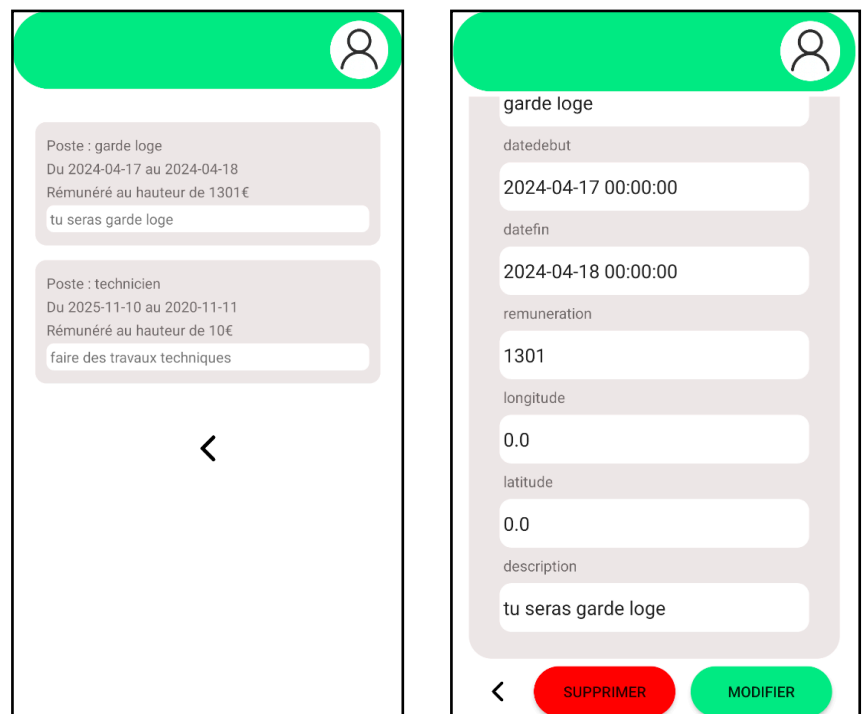 Poste : garde loge
Du 2024-04-17 au 2024-04-18
Rémunéré au hauteur de 1301€
tu seras garde loge
Poste : technicien
Du 2025-11-10 au 2020-11-11
Rémunéré au hauteur de 10€
faire des travaux techniques
garde loge
datedebut
2024-04-17 00:00:00
datefin
2024-04-18 00:00:00
remuneration
1301
longitude
0.0
latitude
0.0
description
tu seras garde loge
SUPPRIMER
MODIFIER